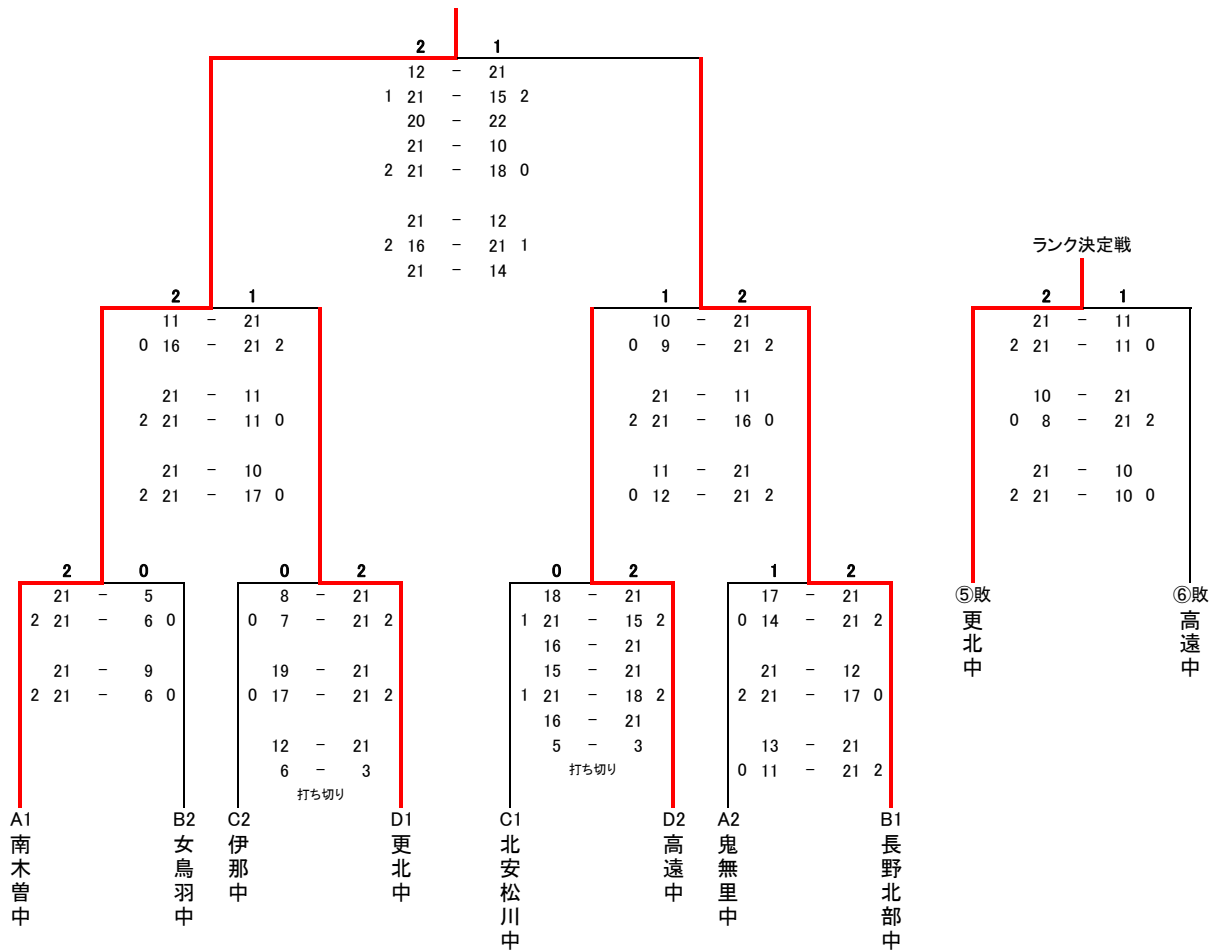 2 1
12 - 21
1 21 - 15 2
20 - 22
21 - 10
2 21 - 18 0
21 - 12
2 16 - 21 1
21 - 14
2 1
11 - 21
0 16 - 21 2
21 - 11
2 21 - 11 0
21 - 10
2 21 - 17 0
1 2
10 - 21
0 9 - 21 2
21 - 11
2 21 - 16 0
11 - 21
0 12 - 21 2
ランク決定戦
2 1
21 - 11
2 21 - 11 0
10 - 21
0 8 - 21 2
21 - 10
2 21 - 10 0
⑤敗
更北中
⑥敗
高遠中
2 0
21 - 5
2 21 - 6 0
21 - 9
2 21 - 6 0
0 2
8 - 21
0 7 - 21 2
19 - 21
0 17 - 21 2
12 - 21
6 - 3
打ち切り
0 2
18 - 21
1 21 - 15 2
16 - 21
15 - 21
1 21 - 18 2
16 - 21
5 - 3
打ち切り
1 2
17 - 21
0 14 - 21 2
21 - 12
2 21 - 17 0
13 - 21
0 11 - 21 2
A1
南木曽中
B2
女鳥羽中
C2
伊那中
D1
更北中
C1
北安松川中
D2
高遠中
A2
鬼無里中
B1
長野北部中